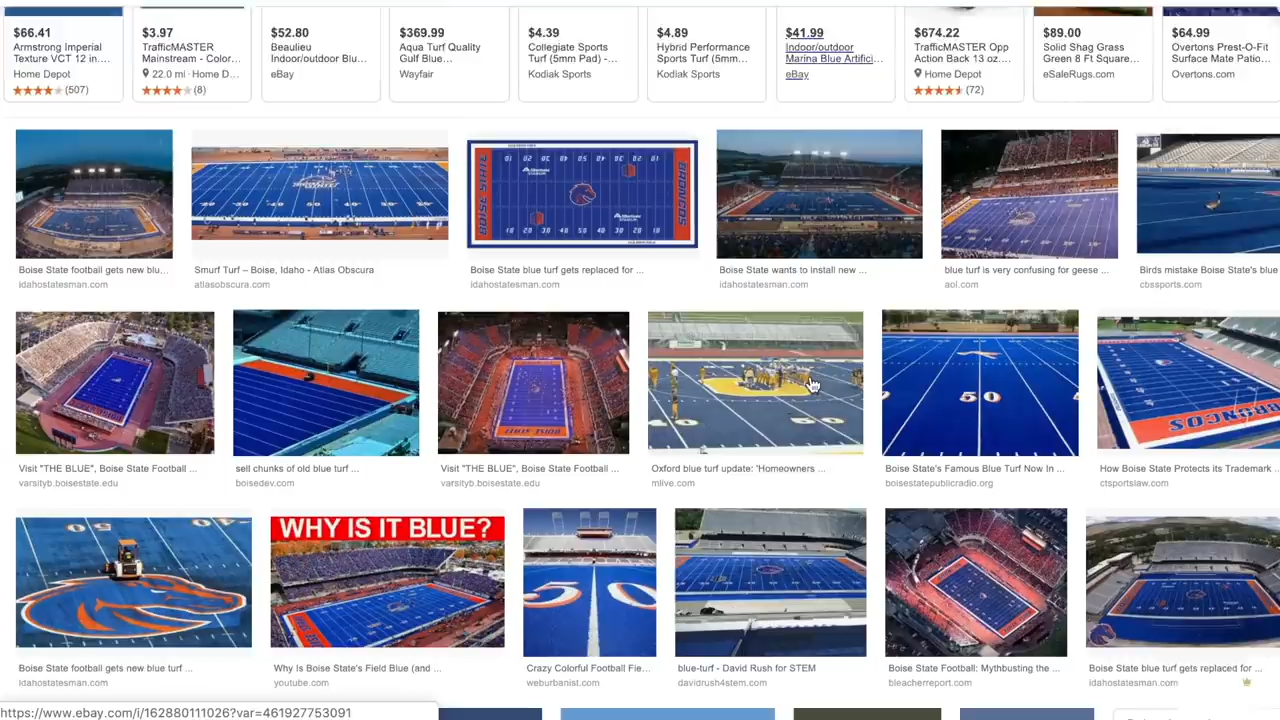 $66.41
Armstrong Imperial
Texture VCT 12 in....
Home Depot
(507)
$3.97
TrafficMASTER
Mainstream - Color...
22.0 mi · Home D...
(8)
$52.80
Beaulieu
Indoor/outdoor Blu...
eBay
$369.99
Aqua Turf Quality
Gulf Blue...
Wayfair
$4.39
Collegiate Sports
Turf (5mm Pad) -...
Kodiak Sports
$4.89
Hybrid Performance
Sports Turf (5mm...
Kodiak Sports
$41.99
Indoor/outdoor
Marina Blue Artifici...
eBay
$674.22
TrafficMASTER Opp
Action Back 13 oz....
Home Depot
(72)
$89.00
Solid Shag Grass
Green 8 Ft Square...
eSaleRugs.com
$64.99
Overtons Prest-O-Fit
Surface Mate Patio...
Overtons.com
BOISE STATE
BRONCOS
Boise State football gets new blu...
idahostatesman.com
Smurf Turf – Boise, Idaho - Atlas Obscura
atlasobscura.com
Boise State blue turf gets replaced for ...
idahostatesman.com
Boise State wants to install new ...
idahostatesman.com
blue turf is very confusing for geese ...
aol.com
Birds mistake Boise State's blue
cbssports.com
50
BRONCOS
Visit "THE BLUE", Boise State Football ...
varsityb.boisestate.edu
sell chunks of old blue turf ...
boisedev.com
Visit "THE BLUE", Boise State Football ...
varsityb.boisestate.edu
Oxford blue turf update: 'Homeowners ...
mlive.com
Boise State's Famous Blue Turf Now In ...
boisestatepublicradio.org
How Boise State Protects its Trademark ...
ctsportslaw.com
WHY IS IT BLUE?
50
Boise State football gets new blue turf ...
idahostatesman.com
Why Is Boise State's Field Blue (and ...
youtube.com
Crazy Colorful Football Fie...
weburbanist.com
blue-turf - David Rush for STEM
davidrush4stem.com
Boise State Football: Mythbusting the ...
bleacherreport.com
Boise State blue turf gets replaced for ...
idahostatesman.com
https://www.ebay.com/i/162880111026?var=461927753091